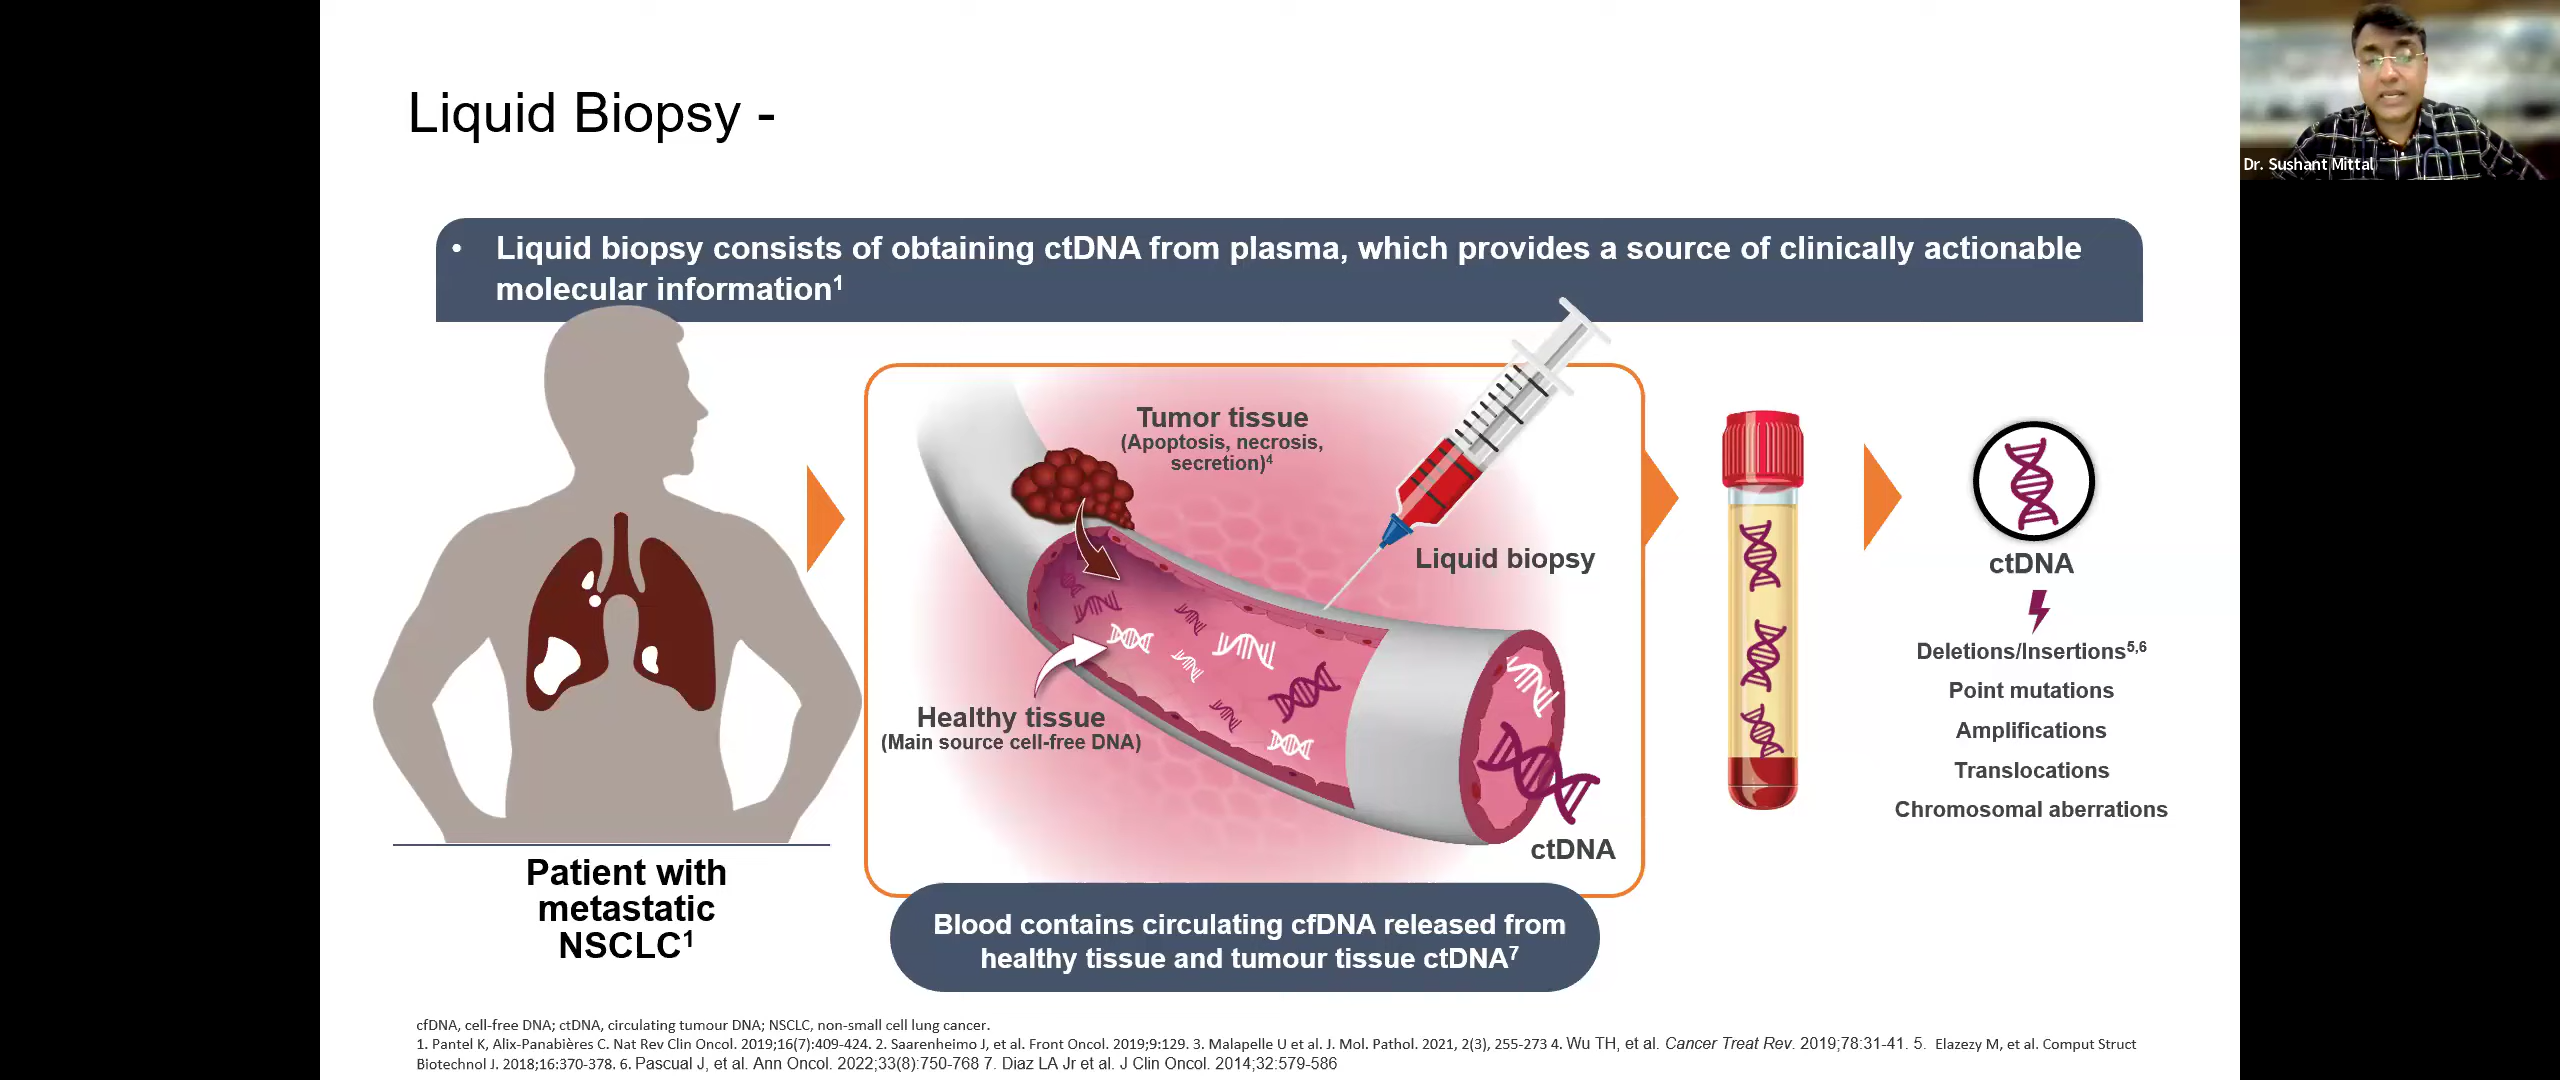 Liquid Biopsy -
Dr. Sushant Mittal
• Liquid biopsy consists of obtaining ctDNA from plasma, which provides a source of clinically actionable
molecular information¹
Tumor tissue
(Apoptosis, necrosis,
secretion)⁴
Liquid biopsy
Healthy tissue
(Main source cell-free DNA)
ctDNA
ctDNA
Deletions/Insertions⁵,⁶
Point mutations
Amplifications
Translocations
Chromosomal aberrations
Patient with
metastatic
NSCLC¹
Blood contains circulating cfDNA released from
healthy tissue and tumour tissue ctDNA⁷
cfDNA, cell-free DNA; ctDNA, circulating tumour DNA; NSCLC, non-small cell lung cancer.
1. Pantel K, Alix-Panabières C. Nat Rev Clin Oncol. 2019;16(7):409-424. 2. Saarenheimo J, et al. Front Oncol. 2019;9:129. 3. Malapelle U et al. J. Mol. Pathol. 2021, 2(3), 255-273 4. Wu TH, et al. Cancer Treat Rev. 2019;78:31-41. 5. Elazezy M, et al. Comput Struct
Biotechnol J. 2018;16:370-378. 6. Pascual J, et al. Ann Oncol. 2022;33(8):750-768 7. Diaz LA Jr et al. J Clin Oncol. 2014;32:579-586